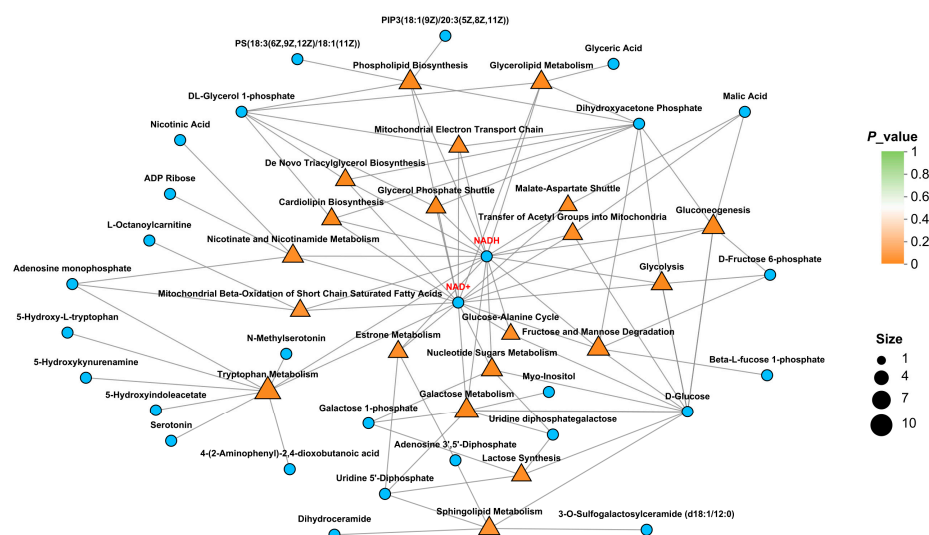 PIP3(18:1(9Z)/20:3(5Z,8Z,11Z))
PS(18:3(6Z,9Z,12Z)/18:1(11Z))
Glyceric Acid
Phospholipid Biosynthesis
Glycerolipid Metabolism
DL-Glycerol 1-phosphate
Malic Acid
Dihydroxyacetone Phosphate
Nicotinic Acid
Mitochondrial Electron Transport Chain
De Novo Triacylglycerol Biosynthesis
ADP Ribose
Glycerol Phosphate Shuttle
Malate-Aspartate Shuttle
Cardiolipin Biosynthesis
Gluconeogenesis
Transfer of Acetyl Groups into Mitochondria
L-Octanoylcarnitine
Nicotinate and Nicotinamide Metabolism
NADH
D-Fructose 6-phosphate
Adenosine monophosphate
Glycolysis
NAD+
Mitochondrial Beta-Oxidation of Short Chain Saturated Fatty Acids
5-Hydroxy-L-tryptophan
Glucose-Alanine Cycle
Fructose and Mannose Degradation
Estrone Metabolism
N-Methylserotonin
Nucleotide Sugars Metabolism
5-Hydroxykynurenamine
Beta-L-fucose 1-phosphate
Tryptophan Metabolism
Myo-Inositol
5-Hydroxyindoleacetate
Galactose Metabolism
D-Glucose
Galactose 1-phosphate
Uridine diphosphategalactose
Serotonin
Adenosine 3',5'-Diphosphate
4-(2-Aminophenyl)-2,4-dioxobutanoic acid
Lactose Synthesis
Uridine 5'-Diphosphate
Sphingolipid Metabolism
3-O-Sulfogalactosylceramide (d18:1/12:0)
Dihydroceramide
P_value
1
0.8
0.6
0.4
0.2
0
Size
1
4
7
10